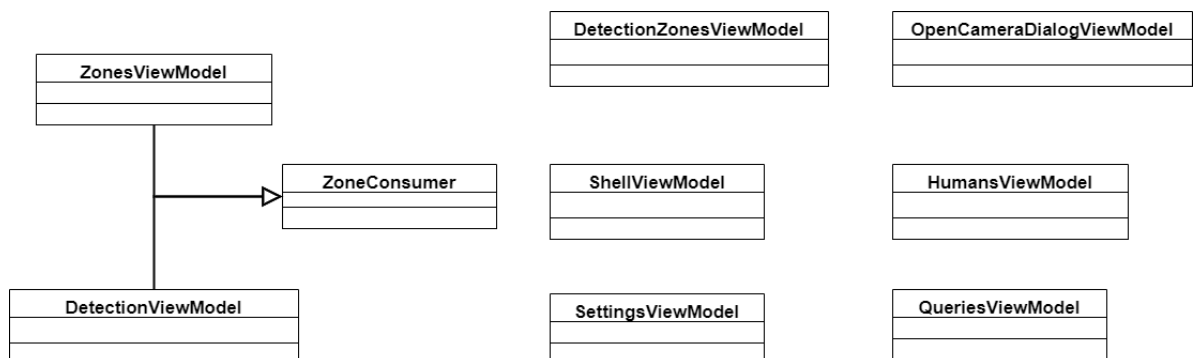 DetectionZonesViewModel
OpenCameraDialogViewModel
ZonesViewModel
ZoneConsumer
ShellViewModel
HumansViewModel
DetectionViewModel
SettingsViewModel
QueriesViewModel